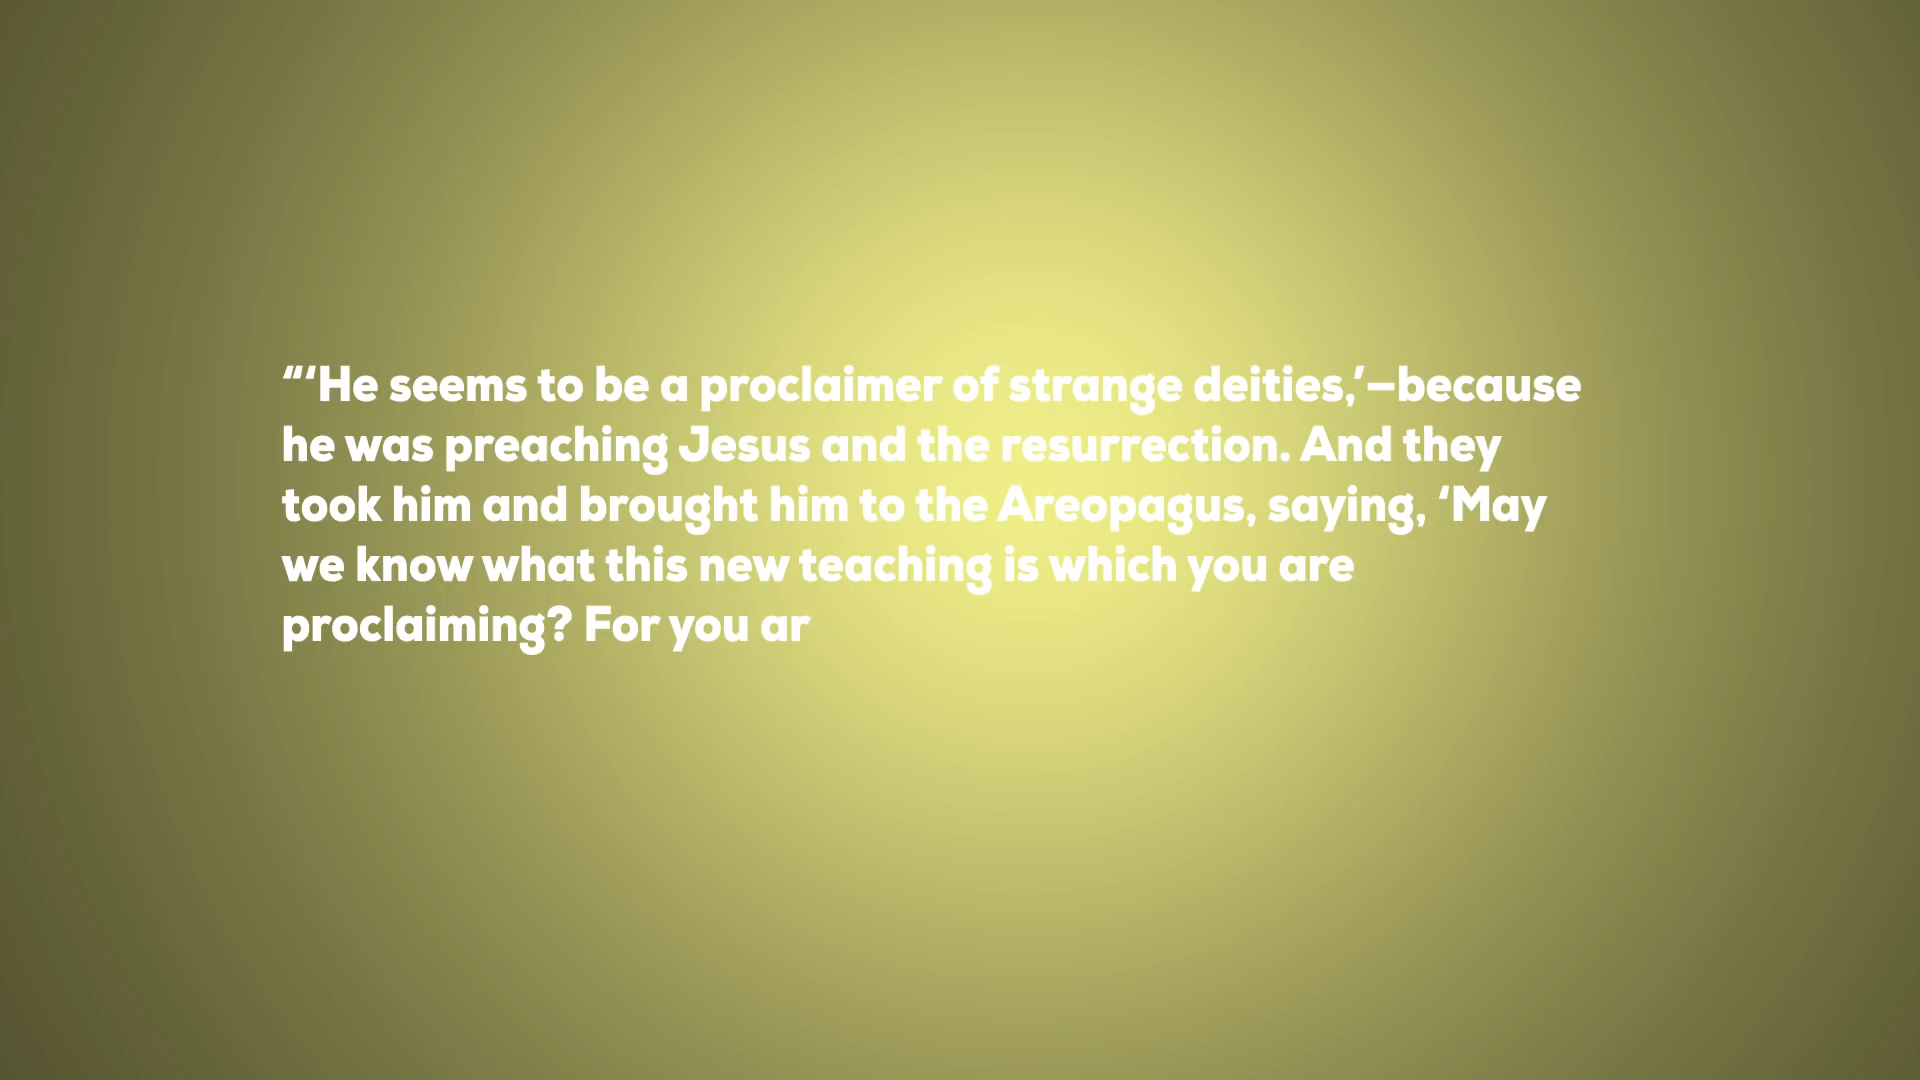 “‘He seems to be a proclaimer of strange deities,’—because
he was preaching Jesus and the resurrection. And they
took him and brought him to the Areopagus, saying, ‘May
we know what this new teaching is which you are
proclaiming? For you ar